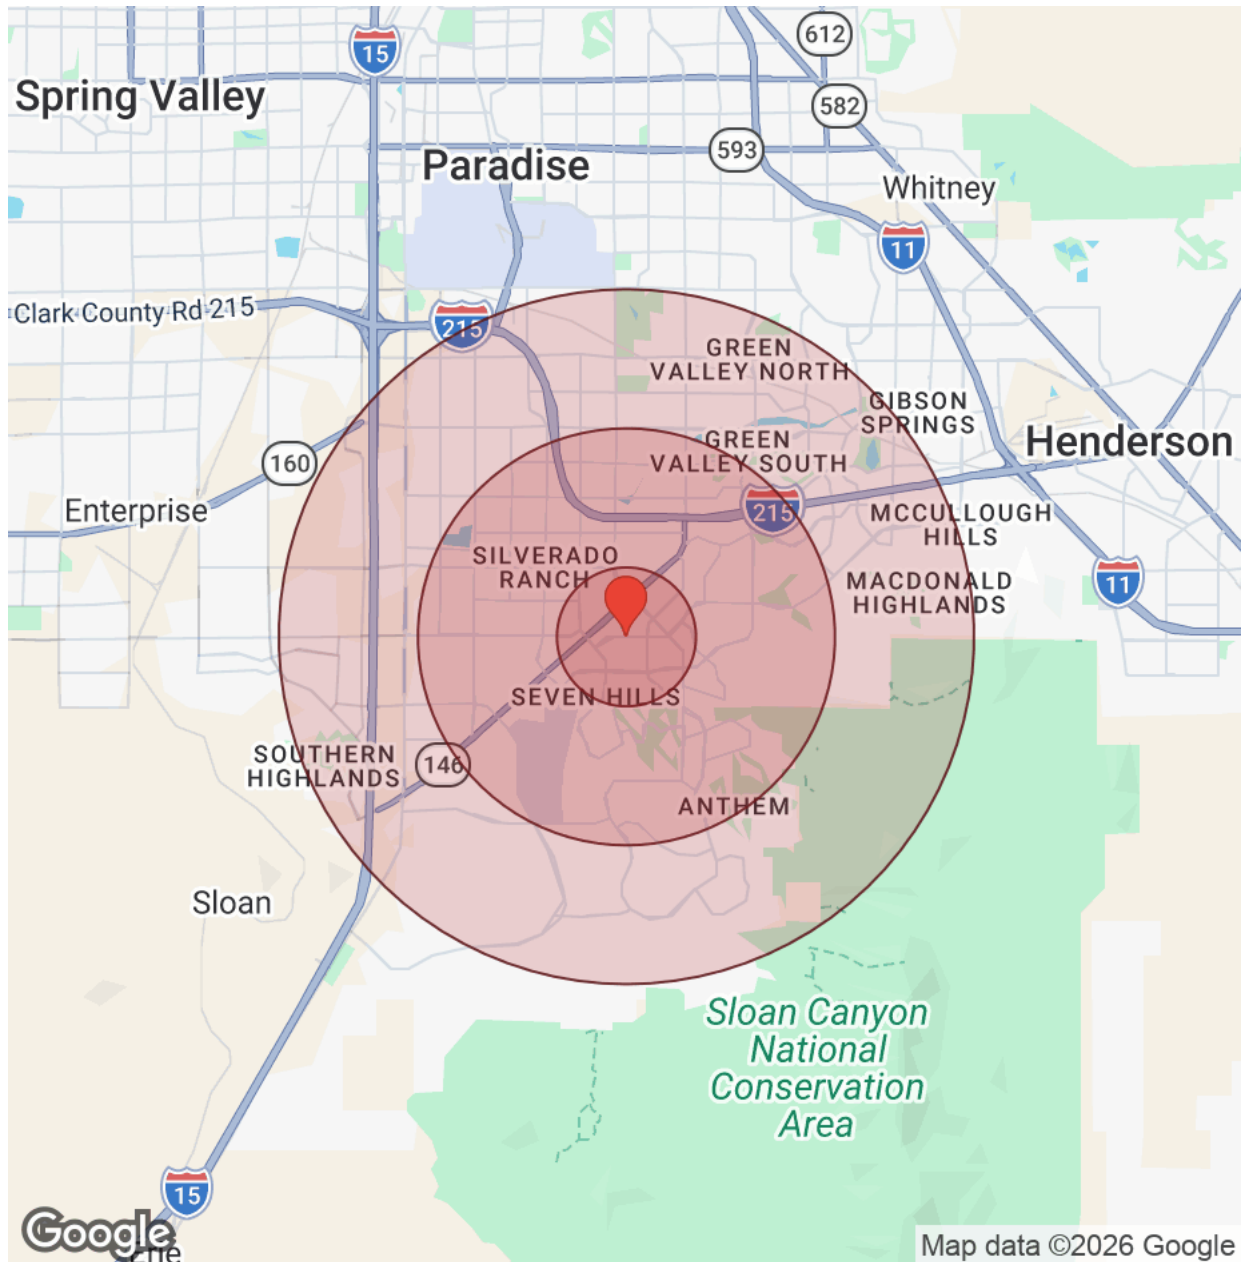 612
15
Spring Valley
582
593
Paradise
Whitney
11
Clark County Rd 215
215
GREEN
VALLEY NORTH
GIBSON
SPRINGS
GREEN
VALLEY SOUTH
Henderson
160
Enterprise
215
MCCULLOUGH
HILLS
SILVERADO
RANCH
MACDONALD
HIGHLANDS
11
SEVEN HILLS
SOUTHERN
HIGHLANDS
146
ANTHEM
Sloan
Sloan Canyon
National
Conservation
Area
15
Google
Erie
Map data ©2026 Google